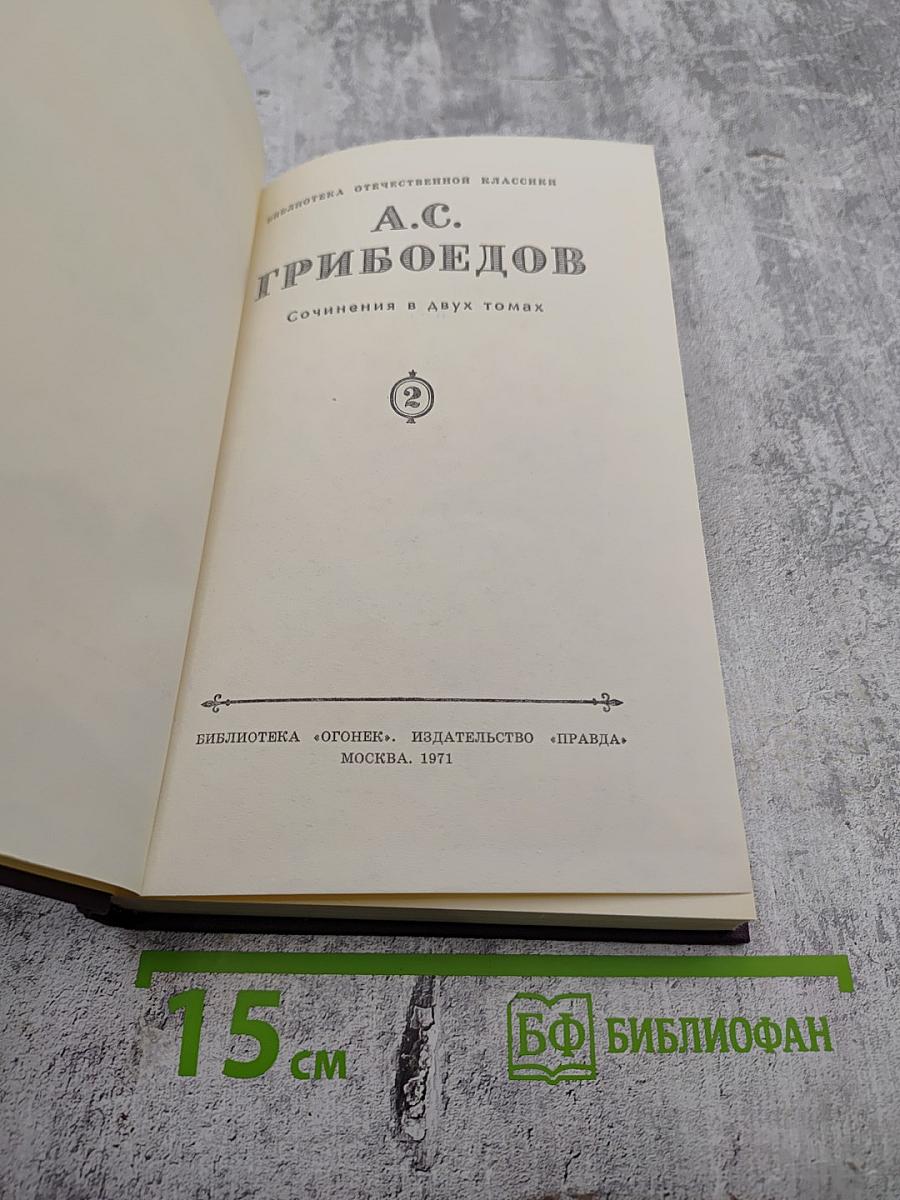 БИБЛИОТЕКА ОТЕЧЕСТВЕННОЙ КЛАССИКИ
А.С.
ГРИБОЕДОВ
Сочинения в двух томах
2
БИБЛИОТЕКА «ОГОНЕК». ИЗДАТЕЛЬСТВО «ПРАВДА»
МОСКВА. 1971
15 см
БФ БИБЛИОФАН